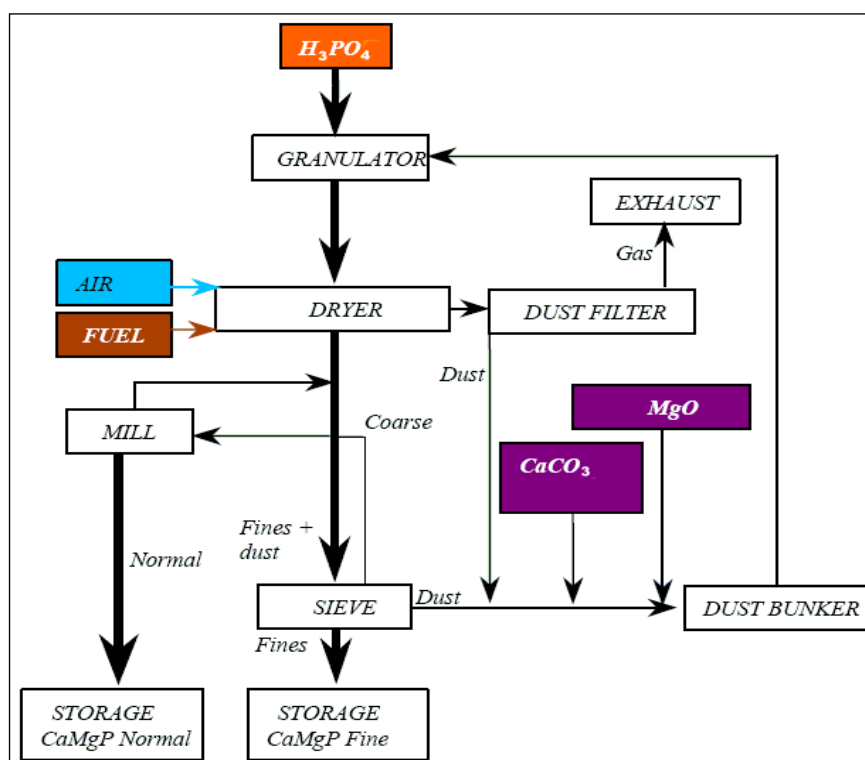 H₃PO₄
GRANULATOR
EXHAUST
Gas
AIR
DRYER
DUST FILTER
FUEL
Dust
MgO
Coarse
MILL
CaCO₃
Fines +
dust
Normal
SIEVE
Dust
DUST BUNKER
Fines
STORAGE
CaMgP Normal
STORAGE
CaMgP Fine